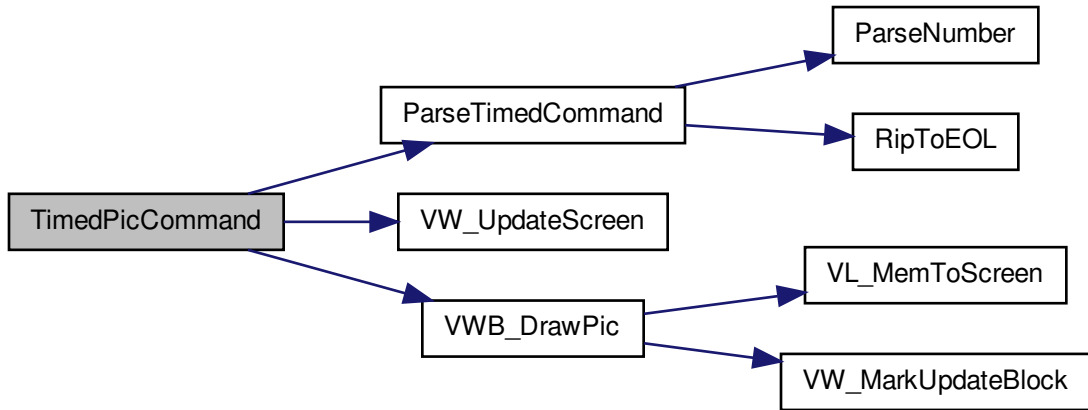 ParseNumber
ParseTimedCommand
RipToEOL
TimedPicCommand
VW_UpdateScreen
VL_MemToScreen
VWB_DrawPic
VW_MarkUpdateBlock